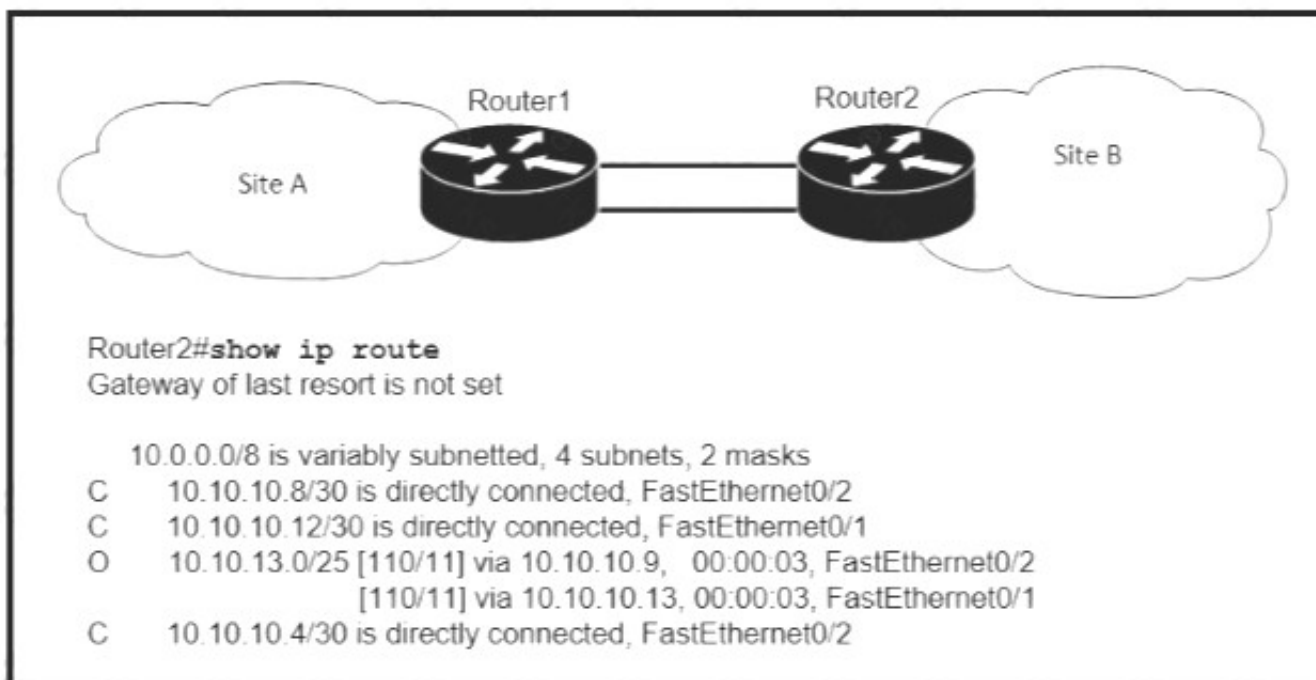 Router1
Router2
Site A
Site B
Router2#show ip route
Gateway of last resort is not set
10.0.0.0/8 is variably subnetted, 4 subnets, 2 masks
C 10.10.10.8/30 is directly connected, FastEthernet0/2
C 10.10.10.12/30 is directly connected, FastEthernet0/1
O 10.10.13.0/25 [110/11] via 10.10.10.9, 00:00:03, FastEthernet0/2
[110/11] via 10.10.10.13, 00:00:03, FastEthernet0/1
C 10.10.10.4/30 is directly connected, FastEthernet0/2